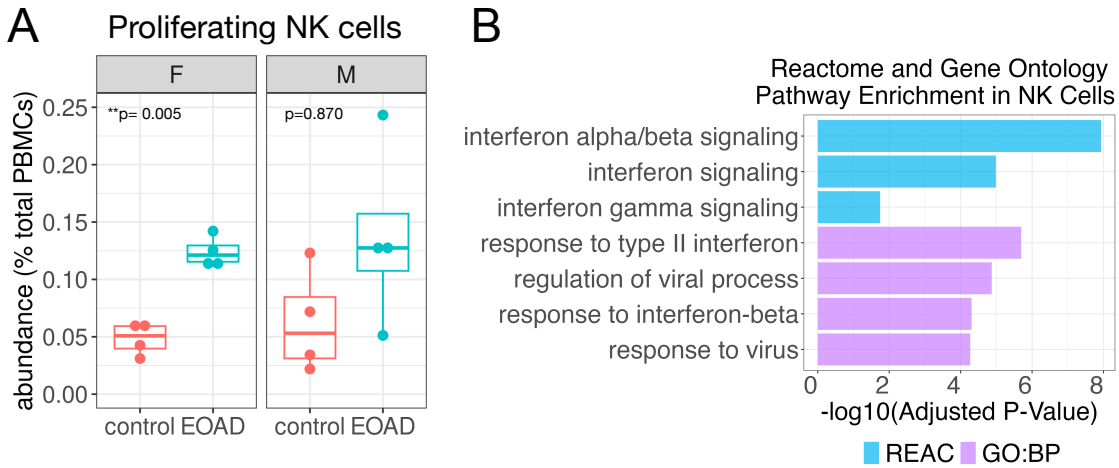 A
Proliferating NK cells
F
M
**p= 0.005
p=0.870
abundance (% total PBMCs)
0.25
0.20
0.15
0.10
0.05
0.00
control EOAD
control EOAD
B
Reactome and Gene Ontology
Pathway Enrichment in NK Cells
interferon alpha/beta signaling
interferon signaling
interferon gamma signaling
response to type II interferon
regulation of viral process
response to interferon-beta
response to virus
0 2 4 6 8
-log10(Adjusted P-Value)
REAC GO:BP